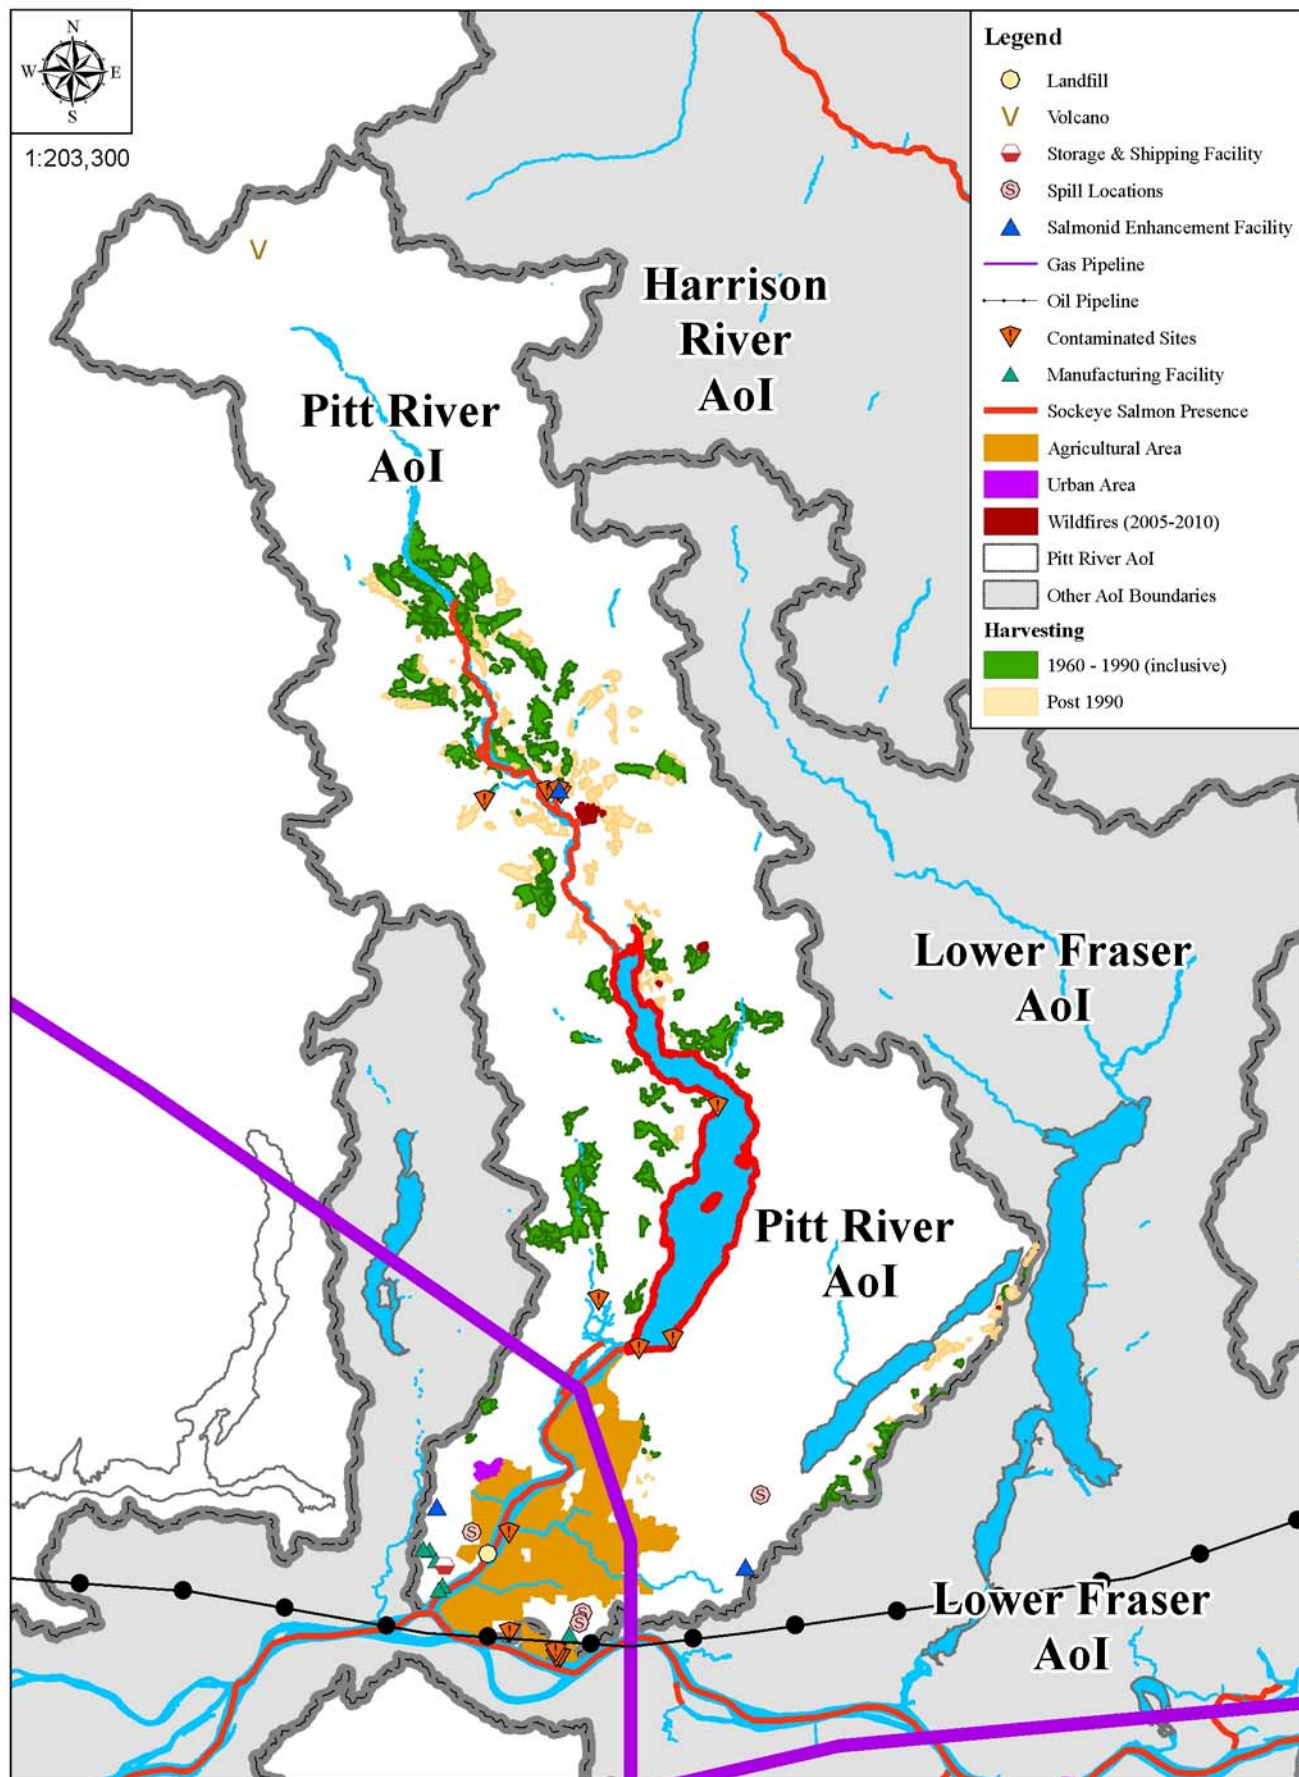 N
W E
S
1:203,300
V
Harrison
River
AoI
Pitt River
AoI
Lower Fraser
AoI
Pitt River
AoI
S
S
S
S
Lower Fraser
AoI
Legend
Landfill
V Volcano
Storage & Shipping Facility
S Spill Locations
Salmonid Enhancement Facility
Gas Pipeline
Oil Pipeline
! Contaminated Sites
Manufacturing Facility
Sockeye Salmon Presence
Agricultural Area
Urban Area
Wildfires (2005-2010)
Pitt River AoI
Other AoI Boundaries
Harvesting
1960 - 1990 (inclusive)
Post 1990